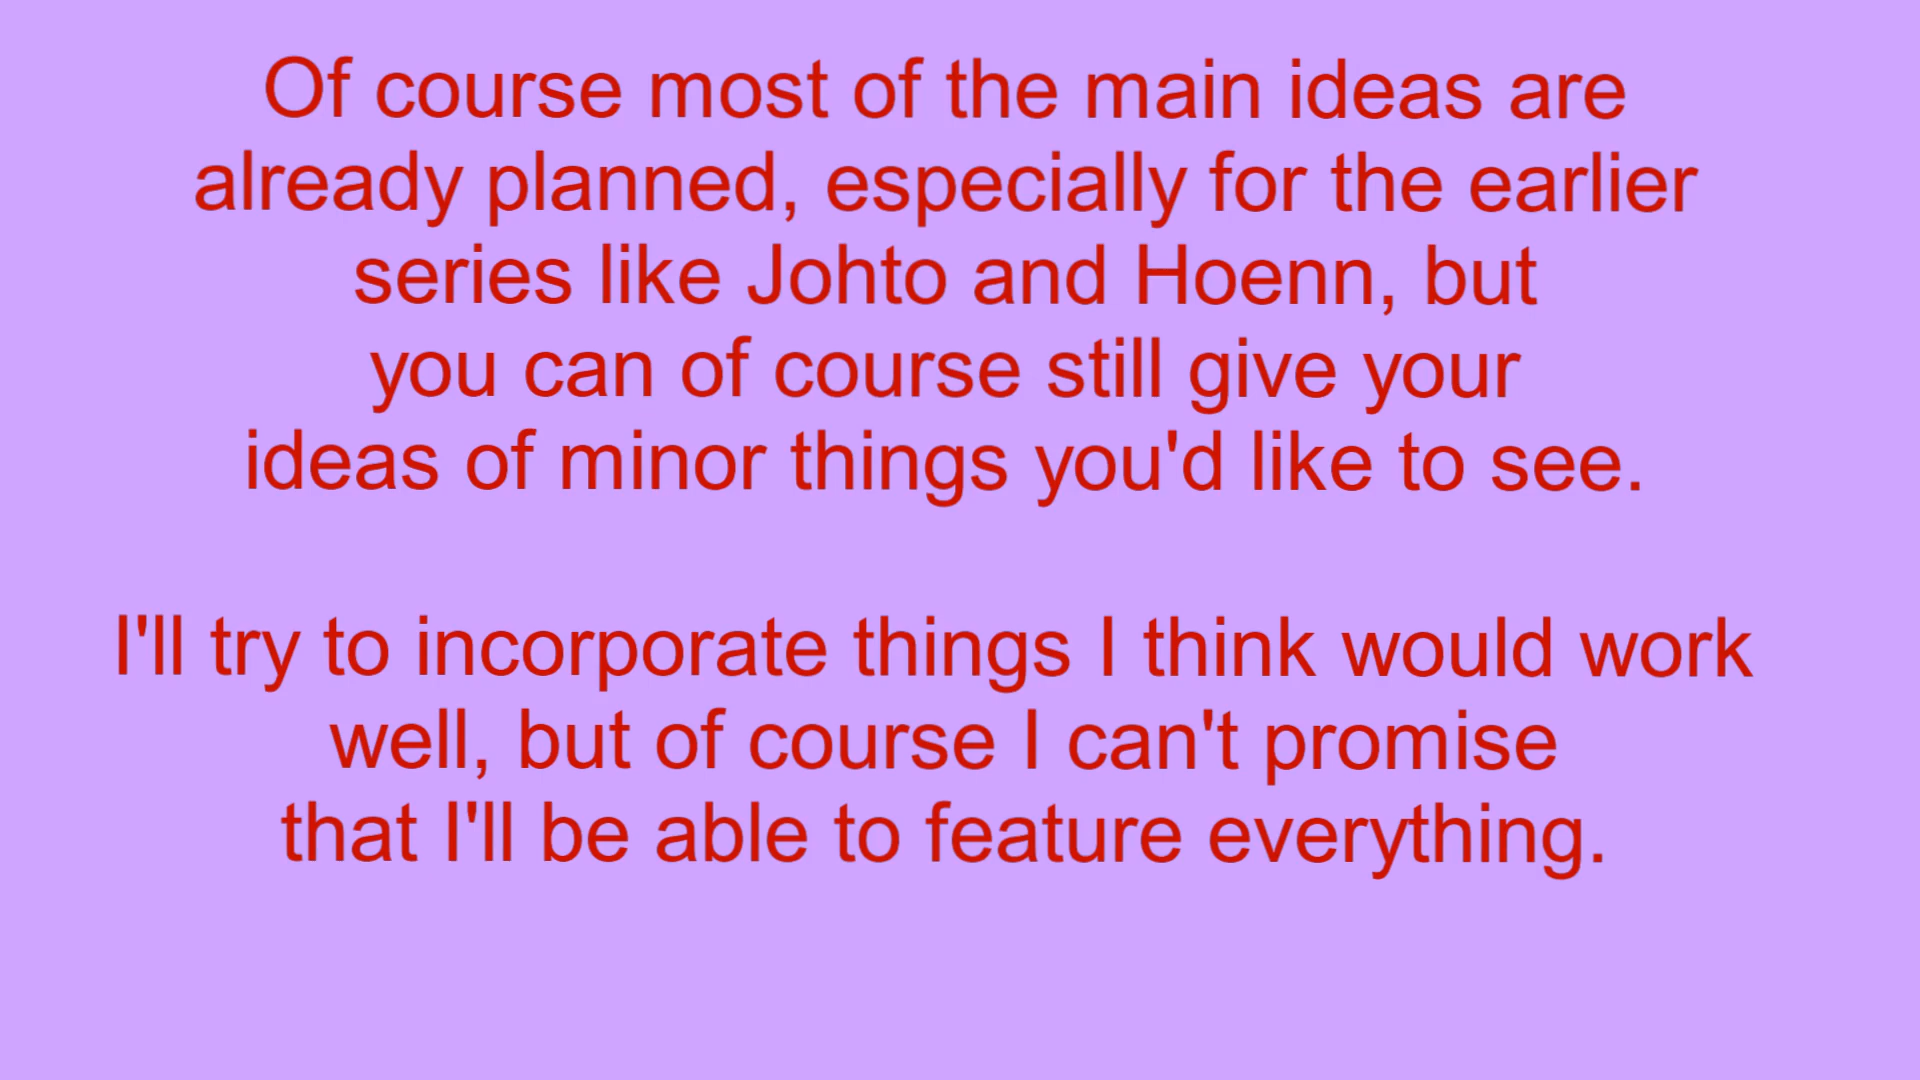 Of course most of the main ideas are
already planned, especially for the earlier
series like Johto and Hoenn, but
you can of course still give your
ideas of minor things you'd like to see.
I'll try to incorporate things I think would work
well, but of course I can't promise
that I'll be able to feature everything.